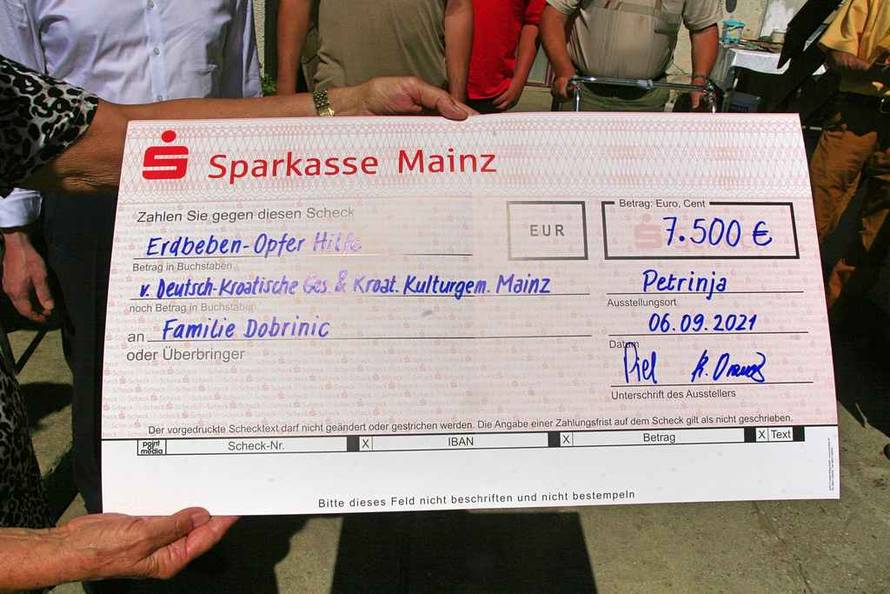 Sparkasse Mainz
Zahlen Sie gegen diesen Scheck
EUR
Betrag: Euro, Cent
7.500 €
Erdbeben-Opfer Hilfe
Betrag in Buchstaben
v. Deutsch-Kroatische Ges. & Kroat. Kulturgem. Mainz
Petrinja
noch Betrag in Buchstaben
Ausstellungsort
an Familie Dobrinic
06.09.2021
oder Überbringer
Datum
Piel
Unterschrift des Ausstellers
Der vorgedruckte Schecktext darf nicht geändert oder gestrichen werden. Die Angabe einer Zahlungsfrist auf dem Scheck gilt als nicht geschrieben.
point media Scheck-Nr. X IBAN X Betrag X Text
Bitte dieses Feld nicht beschriften und nicht bestempeln